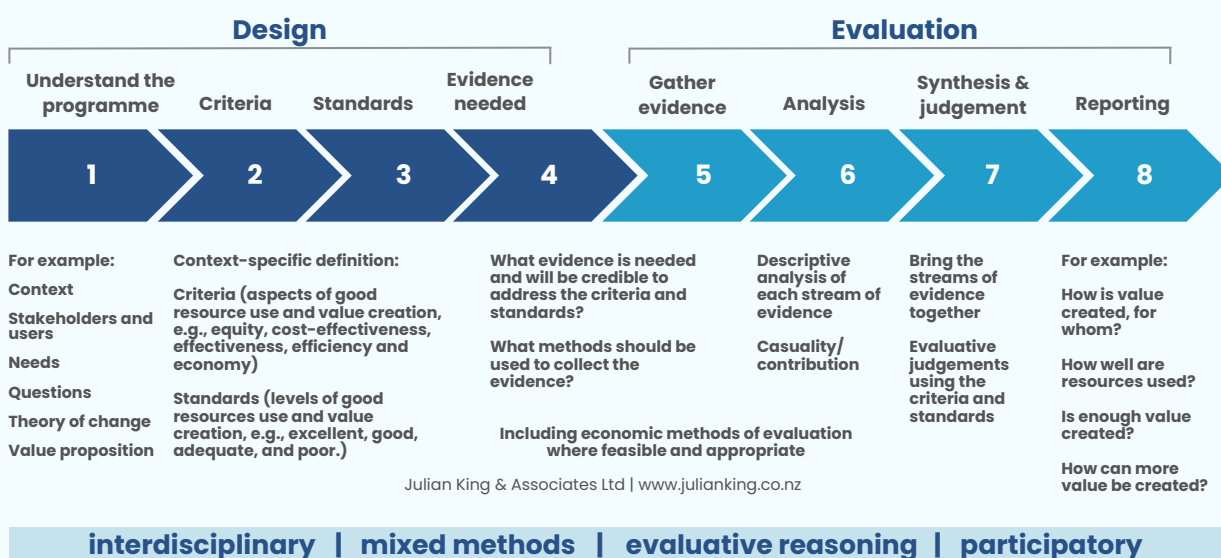 Design
Evaluation
Understand the
programme
Criteria
Standards
Evidence
needed
Gather
evidence
Analysis
Synthesis &
judgement
Reporting
1
2
3
4
5
6
7
8
For example:
Context
Stakeholders and
users
Needs
Questions
Theory of change
Value proposition
Context-specific definition:
Criteria (aspects of good
resource use and value creation,
e.g., equity, cost-effectiveness,
effectiveness, efficiency and
economy)
Standards (levels of good
resources use and value
creation, e.g., excellent, good,
adequate, and poor.)
What evidence is needed
and will be credible to
address the criteria and
standards?
What methods should be
used to collect the
evidence?
Descriptive
analysis of
each stream of
evidence
Casuality/
contribution
Including economic methods of evaluation
where feasible and appropriate
Bring the
streams of
evidence
together
Evaluative
judgements
using the
criteria and
standards
For example:
How is value
created, for
whom?
How well are
resources used?
Is enough value
created?
How can more
value be created?
Julian King & Associates Ltd | www.julianking.co.nz
interdisciplinary | mixed methods | evaluative reasoning | participatory